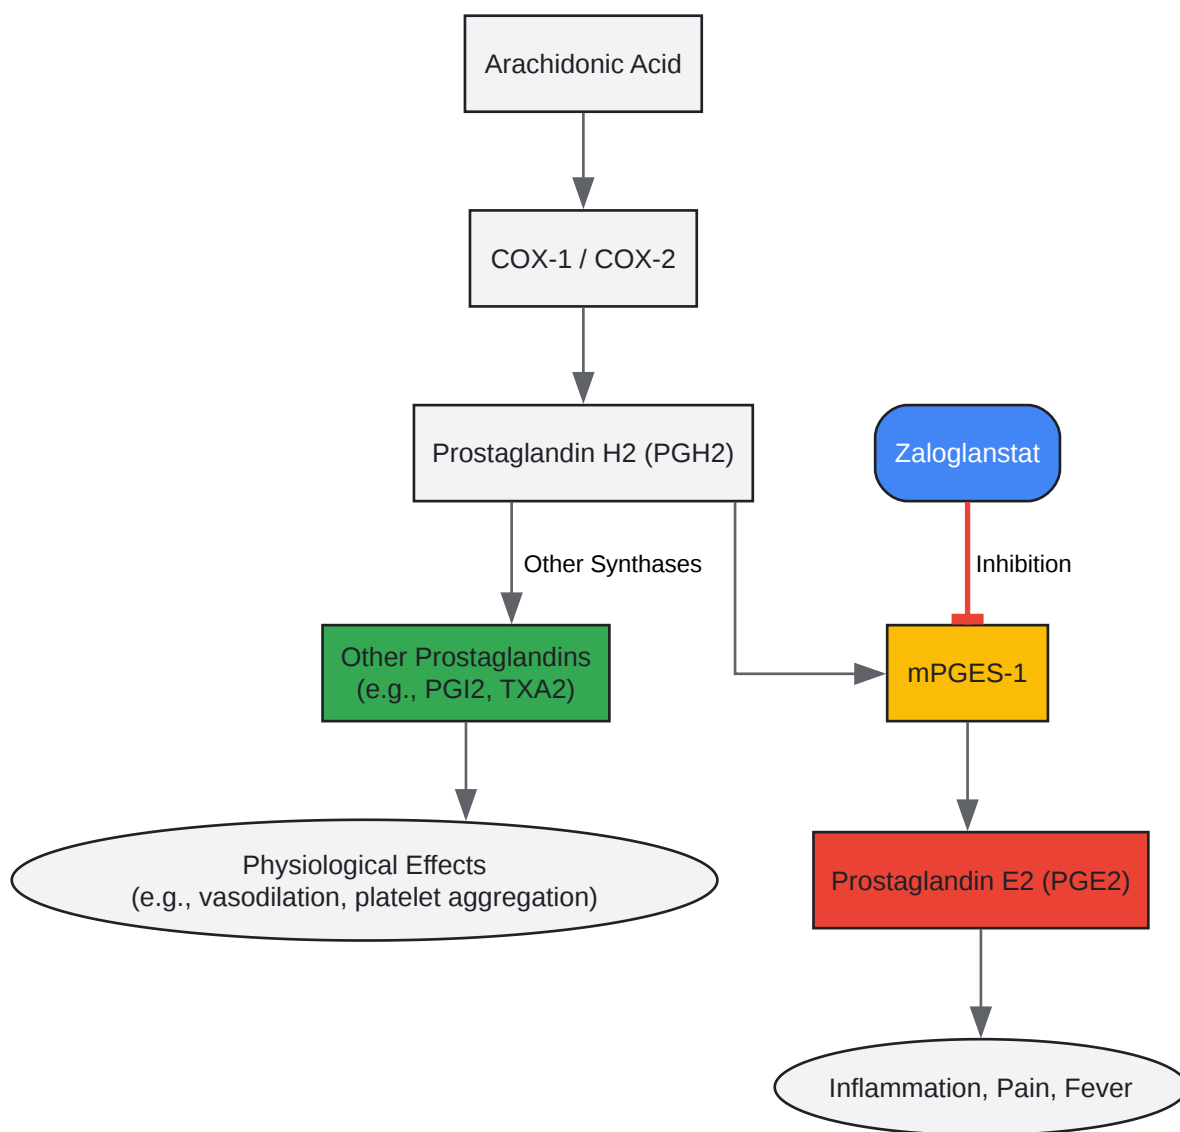 Arachidonic Acid
COX-1 / COX-2
Prostaglandin H2 (PGH2)
Zaloglanstat
Other Synthases
Inhibition
Other Prostaglandins
(e.g., PGI2, TXA2)
mPGES-1
Physiological Effects
(e.g., vasodilation, platelet aggregation)
Prostaglandin E2 (PGE2)
Inflammation, Pain, Fever